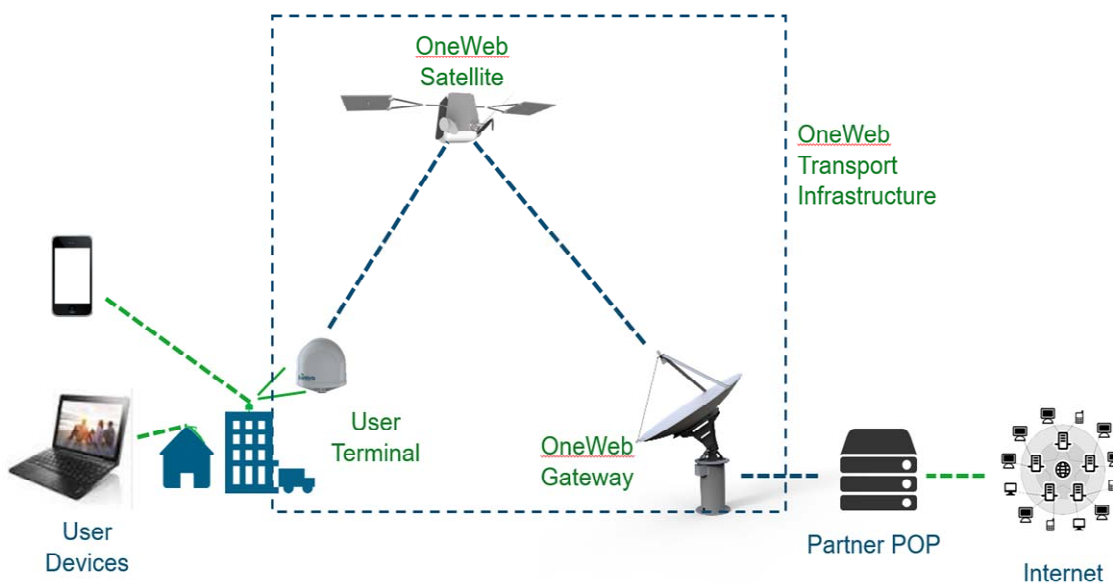 OneWeb
Satellite
OneWeb
Transport
Infrastructure
User
Terminal
OneWeb
Gateway
User
Devices
Partner POP
Internet